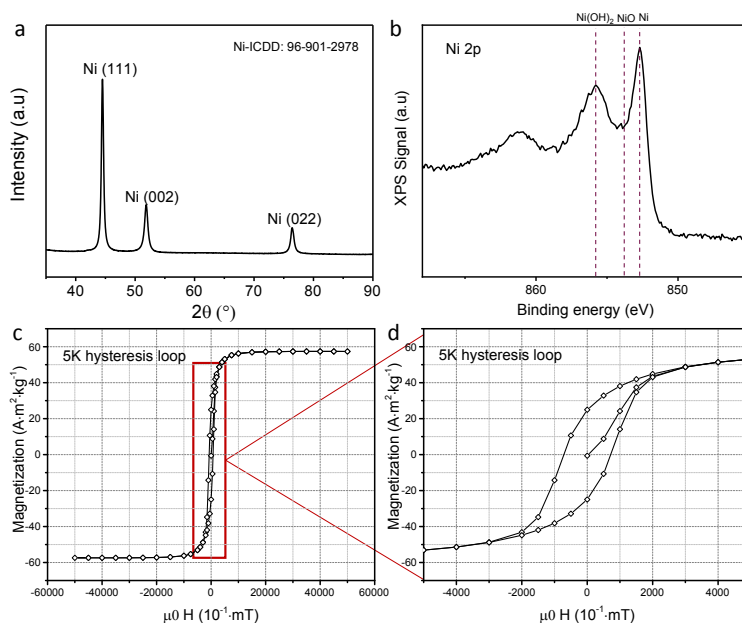 a
Ni-ICDD: 96-901-2978
Ni (111)
Ni (002)
Ni (022)
Intensity (a.u)
40 50 60 70 80 90
2θ (°)
b
Ni(OH)2 NiO Ni
Ni 2p
XPS Signal (a.u)
860 850
Binding energy (eV)
c
5K hysteresis loop
Magnetization (A·m²·kg⁻¹)
60
40
20
0
-20
-40
-60
-60000 -40000 -20000 0 20000 40000 60000
μ0 H (10⁻¹·mT)
d
5K hysteresis loop
Magnetization (A·m²·kg⁻¹)
60
40
20
0
-20
-40
-60
-4000 -2000 0 2000 4000
μ0 H (10⁻¹·mT)